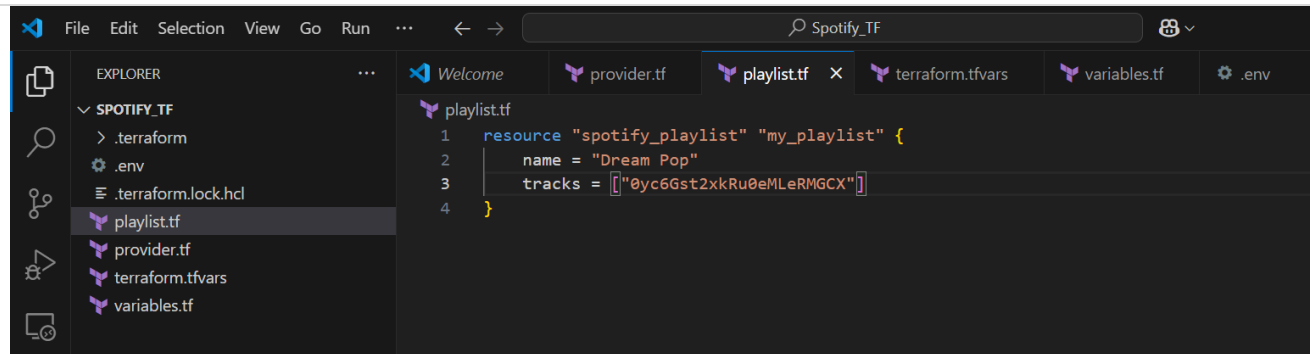 File Edit Selection View Go Run ... ← → Spotify_TF
EXPLORER ...
SPOTIFY_TF
.terraform
.env
.terraform.lock.hcl
playlist.tf
provider.tf
terraform.tfvars
variables.tf
Welcome provider.tf playlist.tf × terraform.tfvars variables.tf .env
playlist.tf
1 resource "spotify_playlist" "my_playlist" {
2     name = "Dream Pop"
3     tracks = ["0yc6Gst2xkRu0eMLeRMGCX"]
4 }